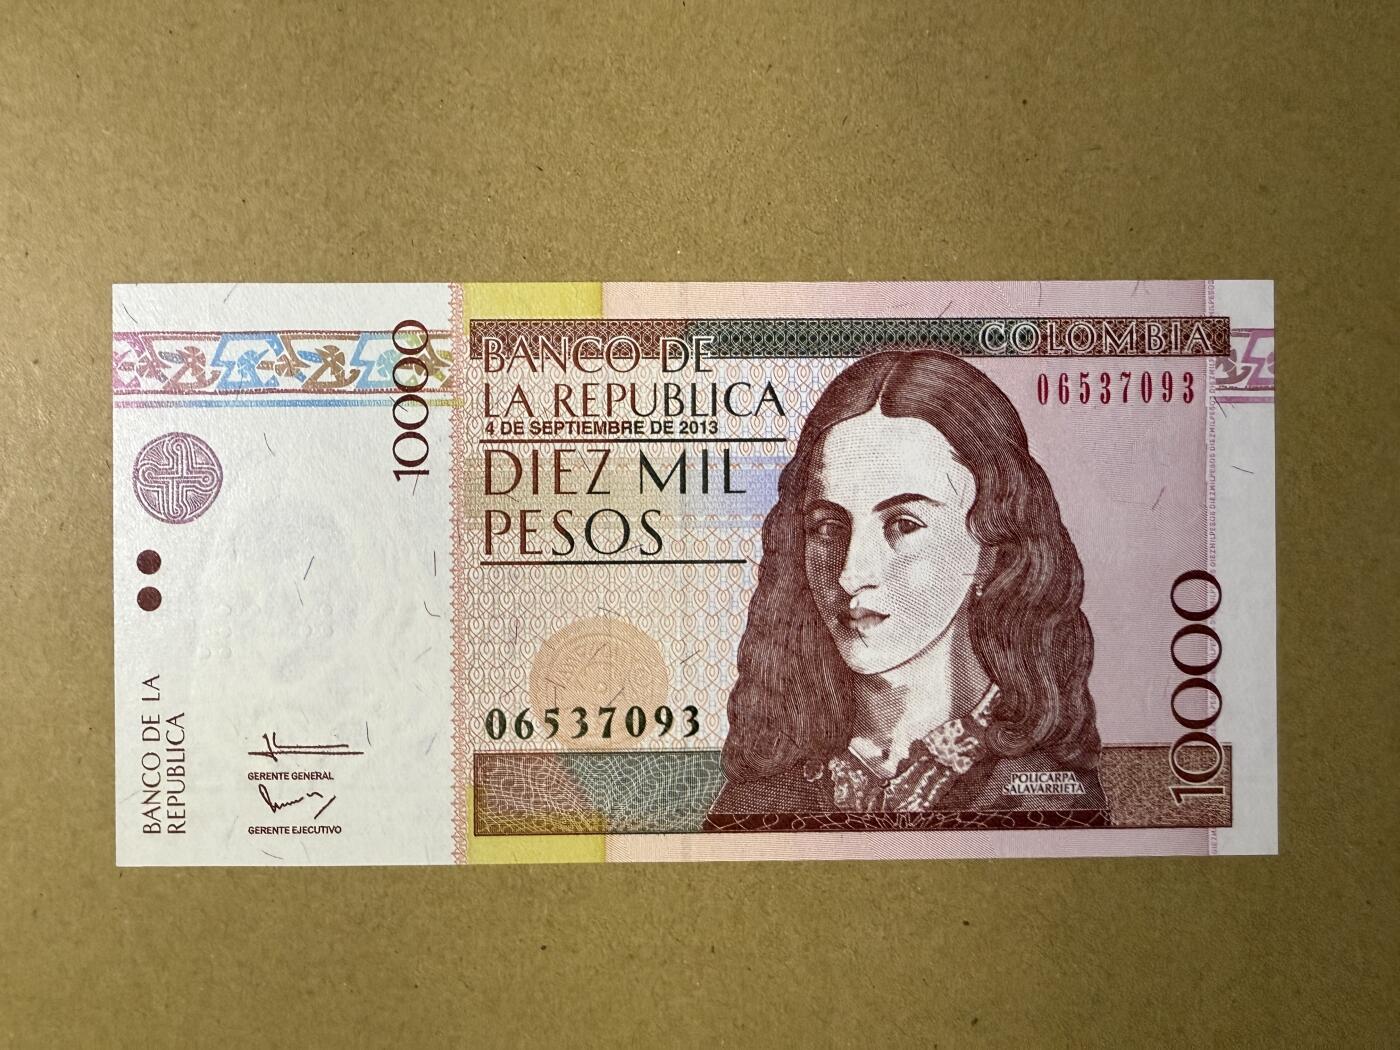 10000
BANCO DE LA
REPUBLICA
GERENTE GENERAL
GERENTE EJECUTIVO
COLOMBIA
BANCO DE
LA REPUBLICA
4 DE SEPTIEMBRE DE 2013
DIEZ MIL
PESOS
06537093
06537093
POLICARPA
SALAVARRIETA
10000